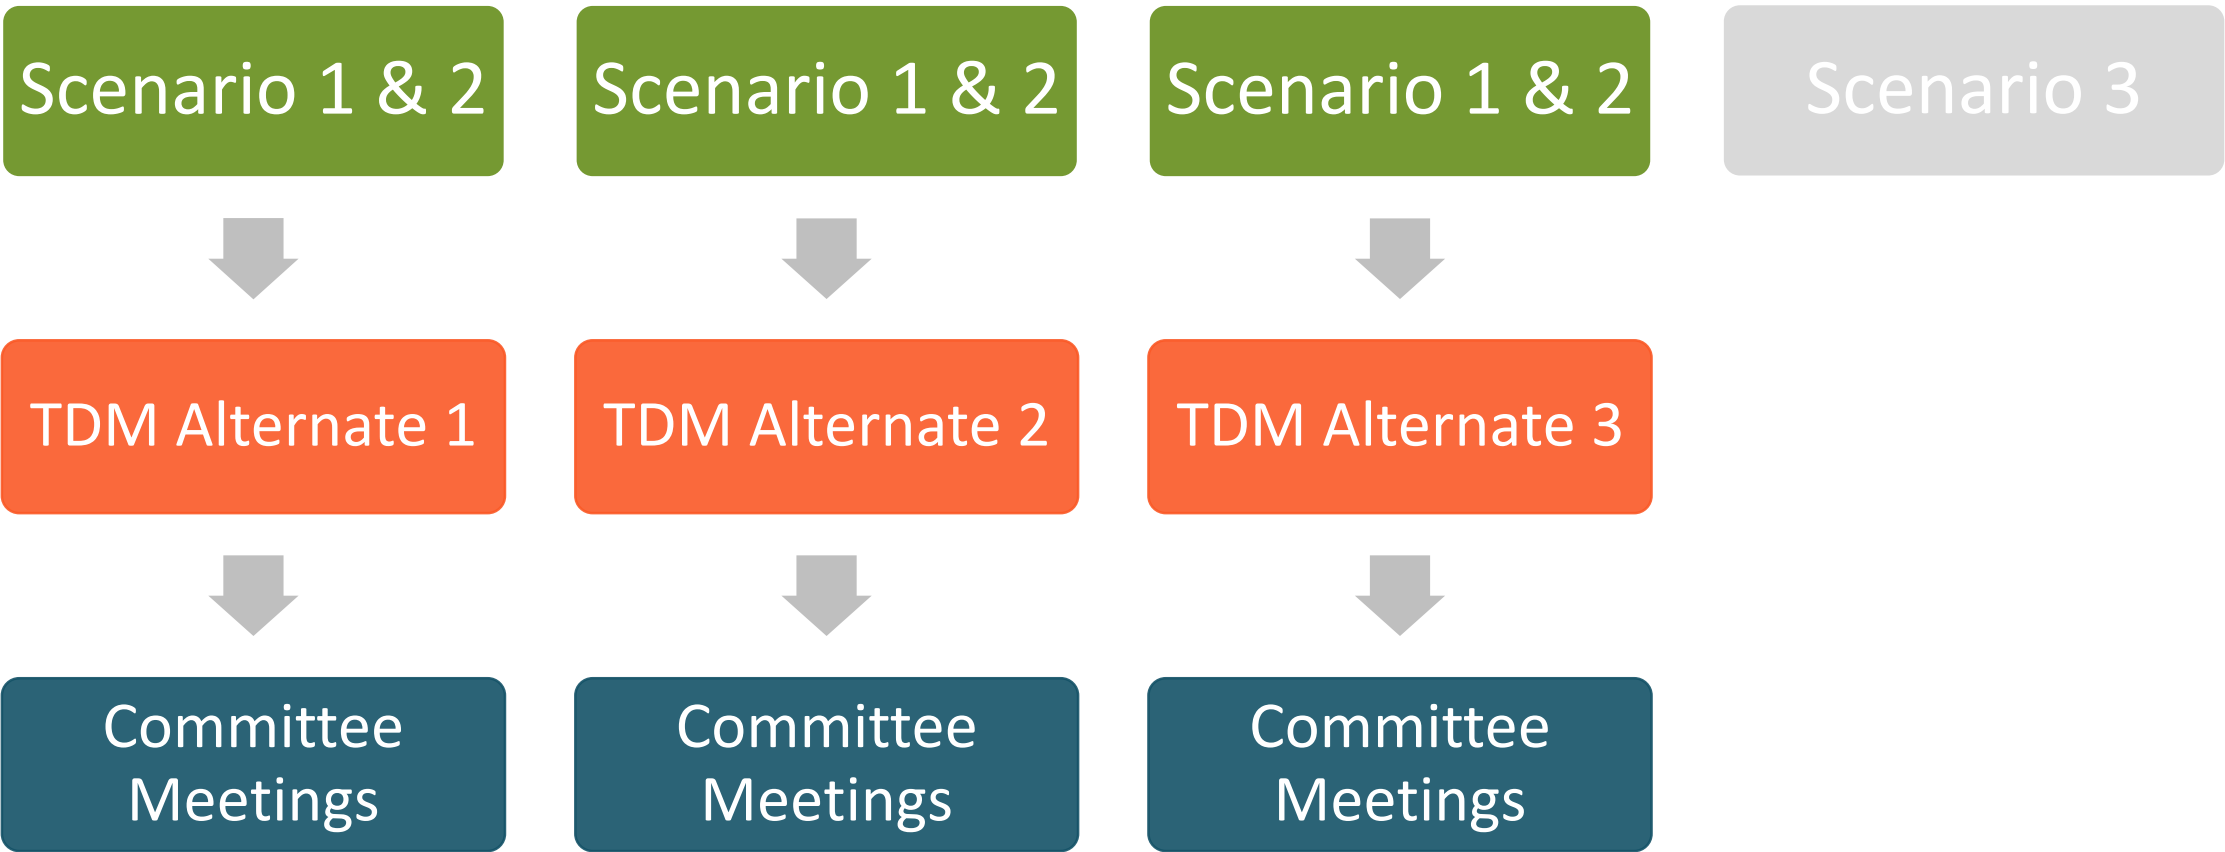 Scenario 1 & 2
Scenario 1 & 2
Scenario 1 & 2
Scenario 3
TDM Alternate 1
TDM Alternate 2
TDM Alternate 3
Committee
Meetings
Committee
Meetings
Committee
Meetings